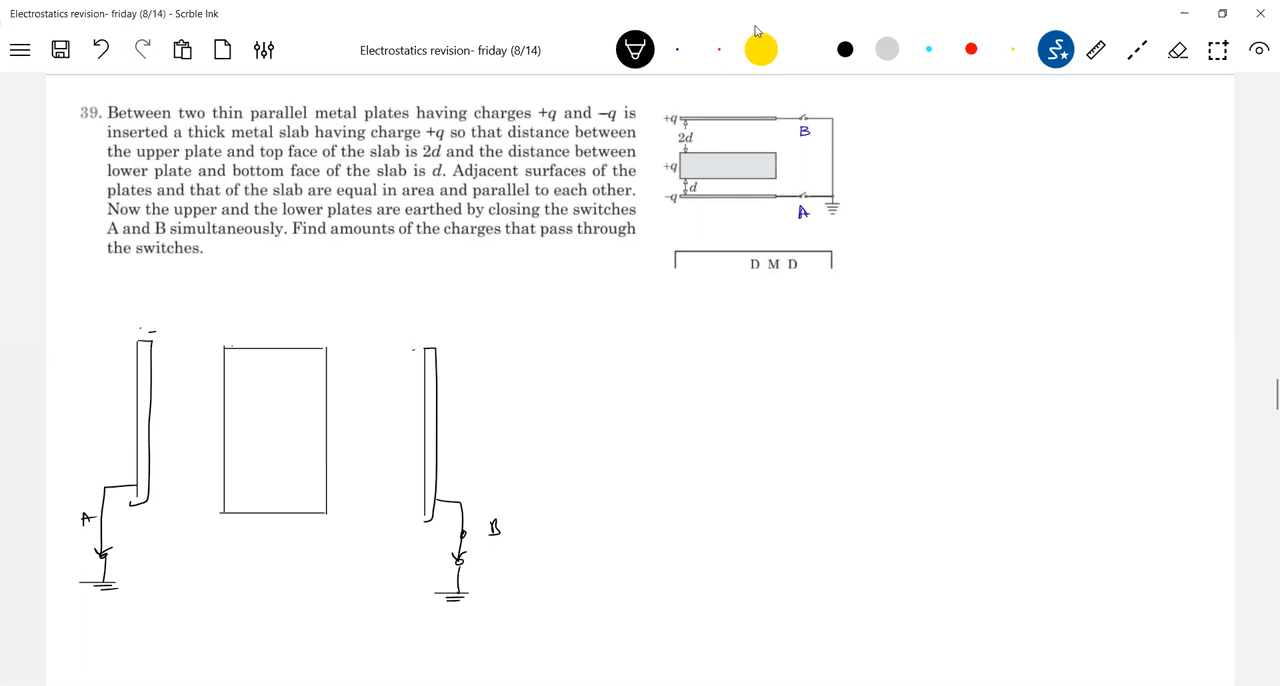 Electrostatics revision- friday (8/14) - Scrble Ink
Electrostatics revision- friday (8/14)
39. Between two thin parallel metal plates having charges +q and –q is
inserted a thick metal slab having charge +q so that distance between
the upper plate and top face of the slab is 2d and the distance between
lower plate and bottom face of the slab is d. Adjacent surfaces of the
plates and that of the slab are equal in area and parallel to each other.
Now the upper and the lower plates are earthed by closing the switches
A and B simultaneously. Find amounts of the charges that pass through
the switches.
+q
B
2d
+q
d
-q
A
D M D
A
B